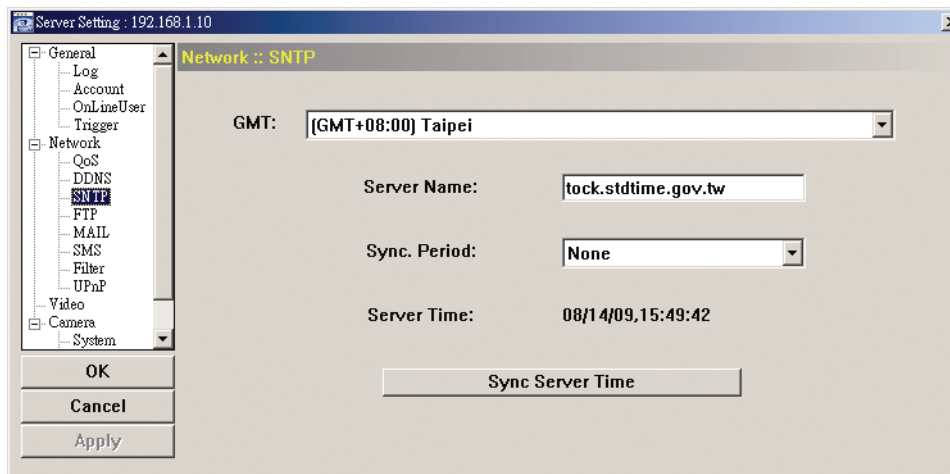 Server Setting : 192.168.1.10
General
Log
Account
OnLineUser
Trigger
Network
QoS
DDNS
SNTP
FTP
MAIL
SMS
Filter
UPnP
Video
Camera
System
OK
Cancel
Apply
Network :: SNTP
GMT: (GMT+08:00) Taipei
Server Name: tock.stdtime.gov.tw
Sync. Period: None
Server Time: 08/14/09,15:49:42
Sync Server Time